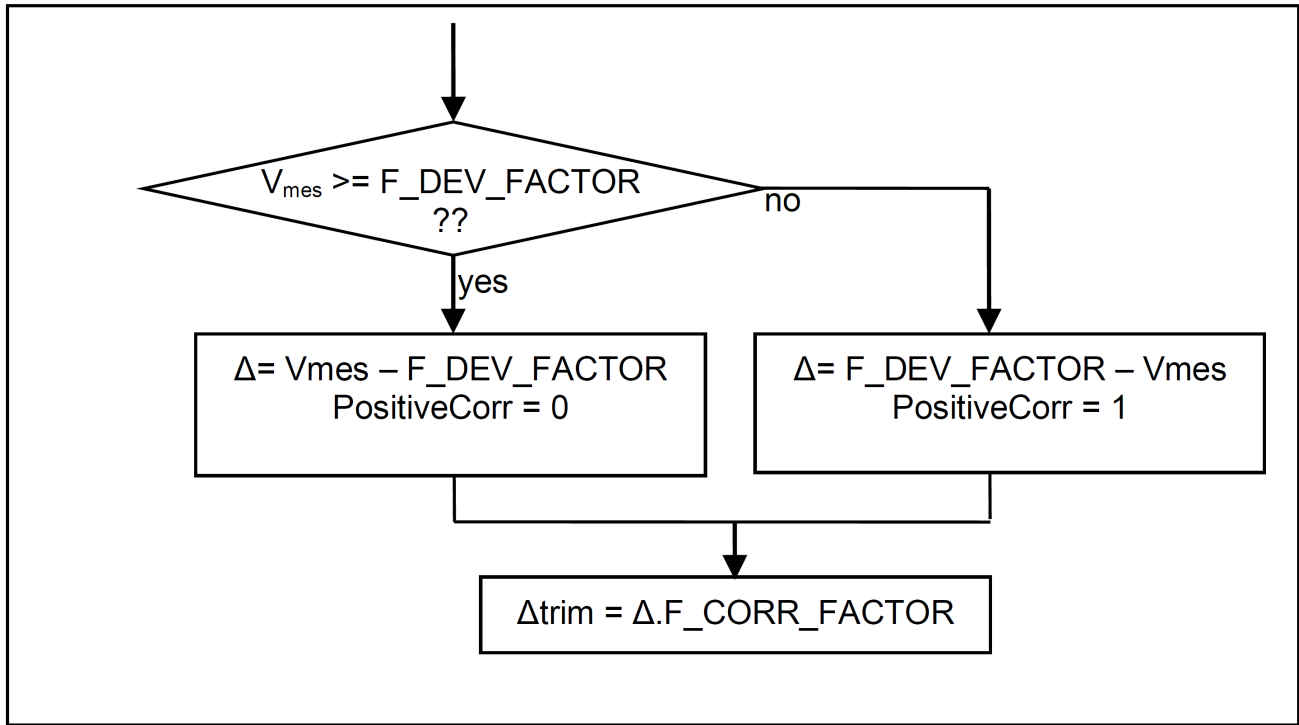 Vmes >= F_DEV_FACTOR
??
no
yes
Δ= Vmes – F_DEV_FACTOR
PositiveCorr = 0
Δ= F_DEV_FACTOR – Vmes
PositiveCorr = 1
Δtrim = Δ.F_CORR_FACTOR